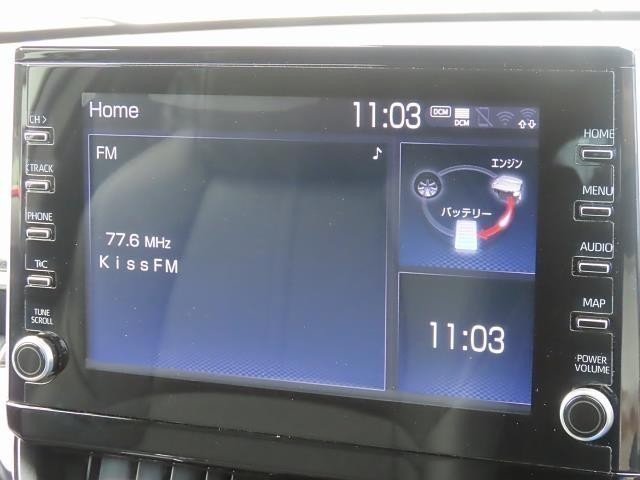 Home
11:03
DCM
DCM
FM
77.6 MHz
KissFM
エンジン
バッテリー
11:03
CH >
<TRACK
PHONE
TRC
TUNE
SCROLL
HOME
MENU
AUDIO
MAP
POWER
VOLUME